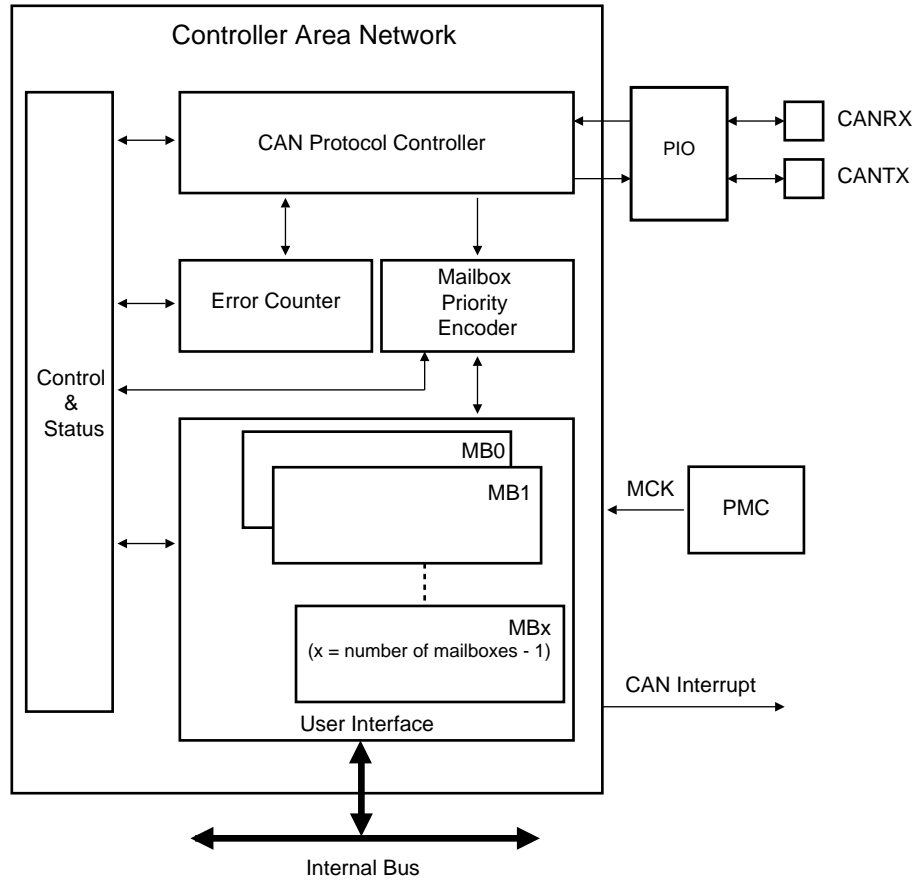 Controller Area Network
CAN Protocol Controller
PIO
CANRX
CANTX
Error Counter
Mailbox
Priority
Encoder
Control
&
Status
MB0
MB1
MCK
PMC
MBx
(x = number of mailboxes - 1)
CAN Interrupt
User Interface
Internal Bus